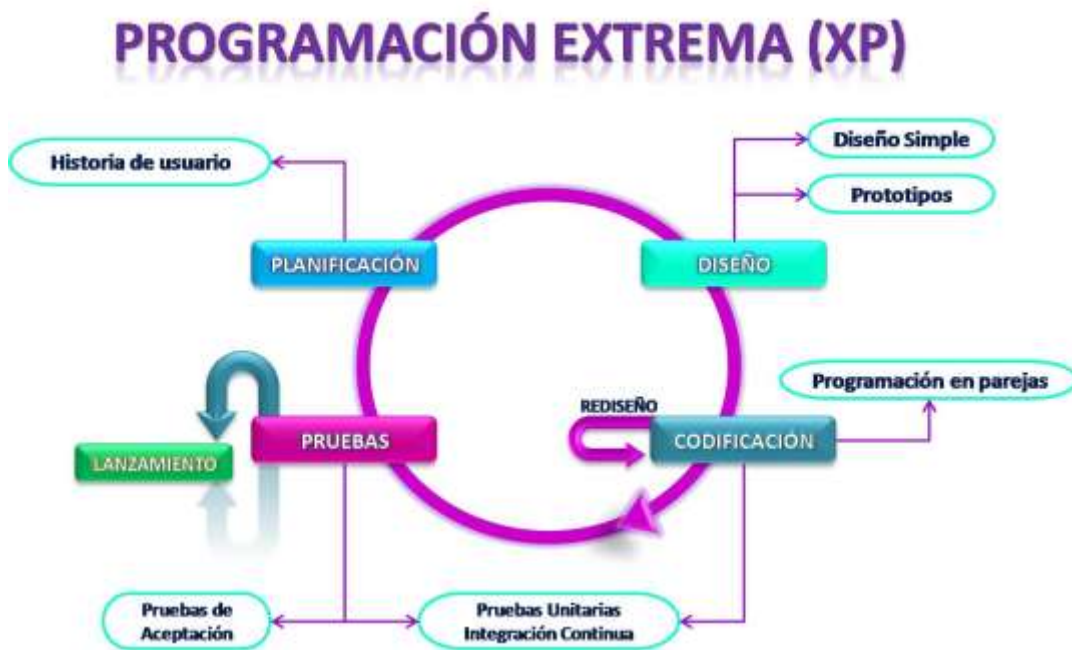 PROGRAMACIÓN EXTREMA (XP)
Historia de usuario
Diseño Simple
Prototipos
PLANIFICACIÓN
DISEÑO
Programación en parejas
REDISEÑO
PRUEBAS
CODIFICACIÓN
LANZAMIENTO
Pruebas de
Aceptación
Pruebas Unitarias
Integración Continua